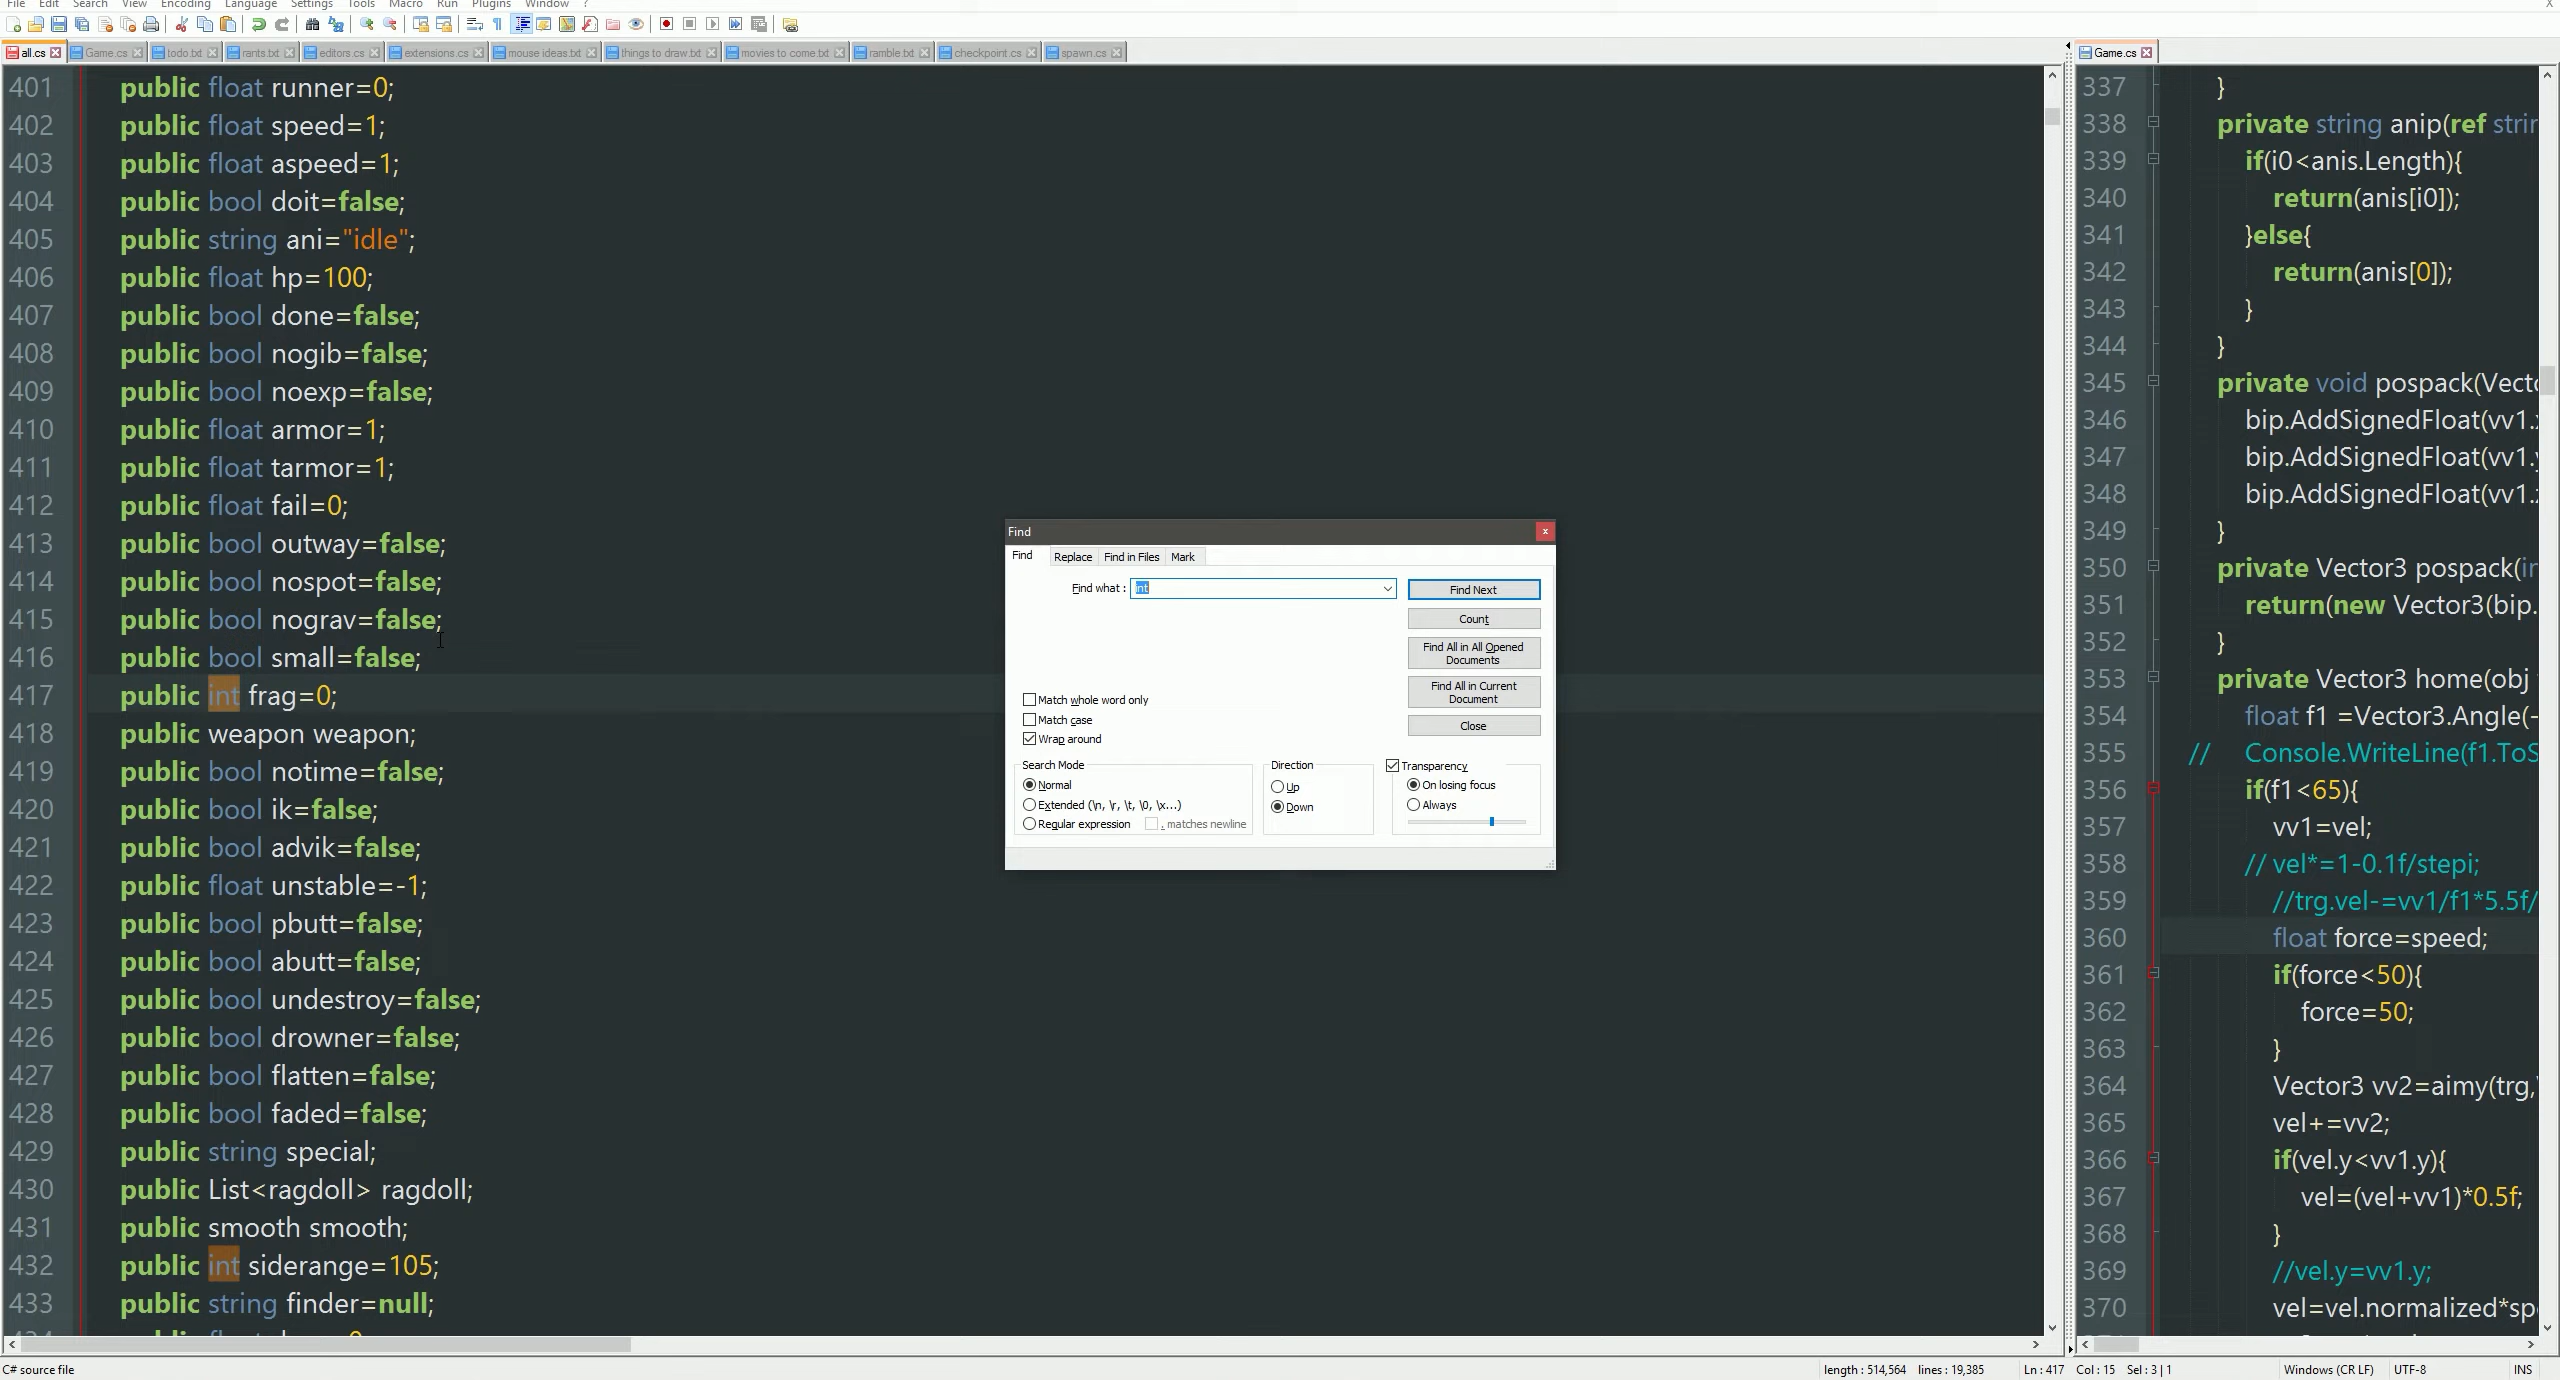 File Edit Search View Encoding Language Settings Tools Macro Run Plugins Window ? X
all.cs Game.cs todo.txt rants.txt editors.cs extensions.cs mouse ideas.txt things to draw.txt movies to come.txt ramble.txt checkpoint.cs spawn.cs
401 public float runner=0;
402 public float speed=1;
403 public float aspeed=1;
404 public bool doit=false;
405 public string ani="idle";
406 public float hp=100;
407 public bool done=false;
408 public bool nogib=false;
409 public bool noexp=false;
410 public float armor=1;
411 public float tarmor=1;
412 public float fail=0;
413 public bool outway=false;
414 public bool nospot=false;
415 public bool nograv=false;
416 public bool small=false;
417 public int frag=0;
418 public weapon weapon;
419 public bool notime=false;
420 public bool ik=false;
421 public bool advik=false;
422 public float unstable=-1;
423 public bool pbutt=false;
424 public bool abutt=false;
425 public bool undestroy=false;
426 public bool drowner=false;
427 public bool flatten=false;
428 public bool faded=false;
429 public string special;
430 public List<ragdoll> ragdoll;
431 public smooth smooth;
432 public int siderange=105;
433 public string finder=null;
Find
Find Replace Find in Files Mark
Find what : int
Find Next
Count
Find All in All Opened Documents
Find All in Current Document
Close
Match whole word only
Match case
Wrap around
Search Mode
Normal
Extended (\n, \r, \t, \0, \x...)
Regular expression . matches newline
Direction
Up
Down
Transparency
On losing focus
Always
Game.cs
337 }
338 private string anip(ref strin
339 if(i0<anis.Length){
340 return(anis[i0]);
341 }else{
342 return(anis[0]);
343 }
344 }
345 private void pospack(Vecto
346 bip.AddSignedFloat(vv1.x
347 bip.AddSignedFloat(vv1.y
348 bip.AddSignedFloat(vv1.z
349 }
350 private Vector3 pospack(in
351 return(new Vector3(bip.
352 }
353 private Vector3 home(obj
354 float f1 =Vector3.Angle(-
355 // Console.WriteLine(f1.ToS
356 if(f1<65){
357 vv1=vel;
358 // vel*=1-0.1f/stepi;
359 //trg.vel-=vv1/f1*5.5f/
360 float force=speed;
361 if(force<50){
362 force=50;
363 }
364 Vector3 vv2=aimy(trg,
365 vel+=vv2;
366 if(vel.y<vv1.y){
367 vel=(vel+vv1)*0.5f;
368 }
369 //vel.y=vv1.y;
370 vel=vel.normalized*spe
C# source file length : 514,564 lines : 19,385 Ln : 417 Col : 15 Sel : 3 | 1 Windows (CR LF) UTF-8 INS